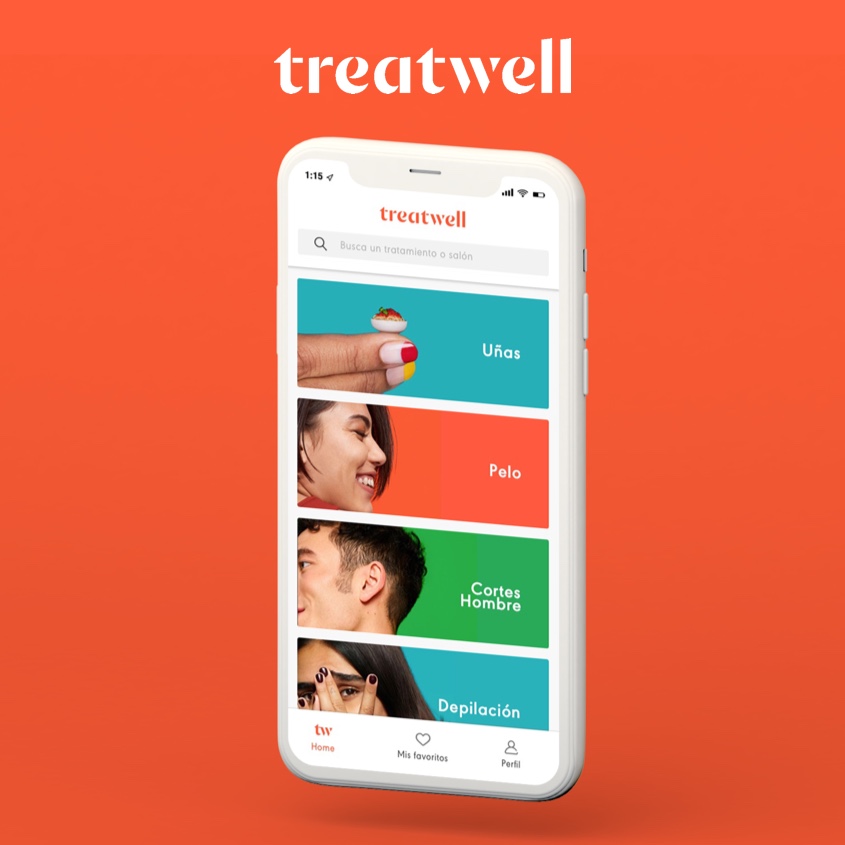 treatwell
1:15
treatwell
Busca un tratamiento o salón
Uñas
Pelo
Cortes
Hombre
Depilación
tw
Home
Mis favoritos
Perfil